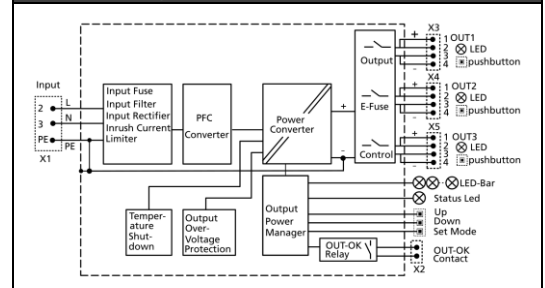 Input
2
L
3
N
PE
PE
X1
Input Fuse
Input Filter
Input Rectifier
Inrush Current
Limiter
PFC
Converter
Power
Converter
+
-
Output
E-Fuse
Control
X3
+
-
1 OUT1
2 LED
3
4 pushbutton
X4
+
-
1 OUT2
2 LED
3
4 pushbutton
X5
+
-
1 OUT3
2 LED
3
4 pushbutton
LED-Bar
Status Led
Up
Down
Set Mode
Temper-
ature
Shut-
down
Output
Over-
Voltage
Protection
Output
Power
Manager
OUT-OK
Relay
OUT-OK
Contact
X2